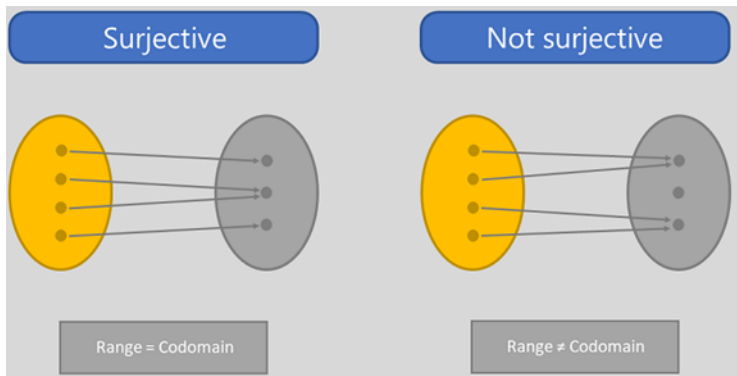 Surjective
Not surjective
Range = Codomain
Range ≠ Codomain